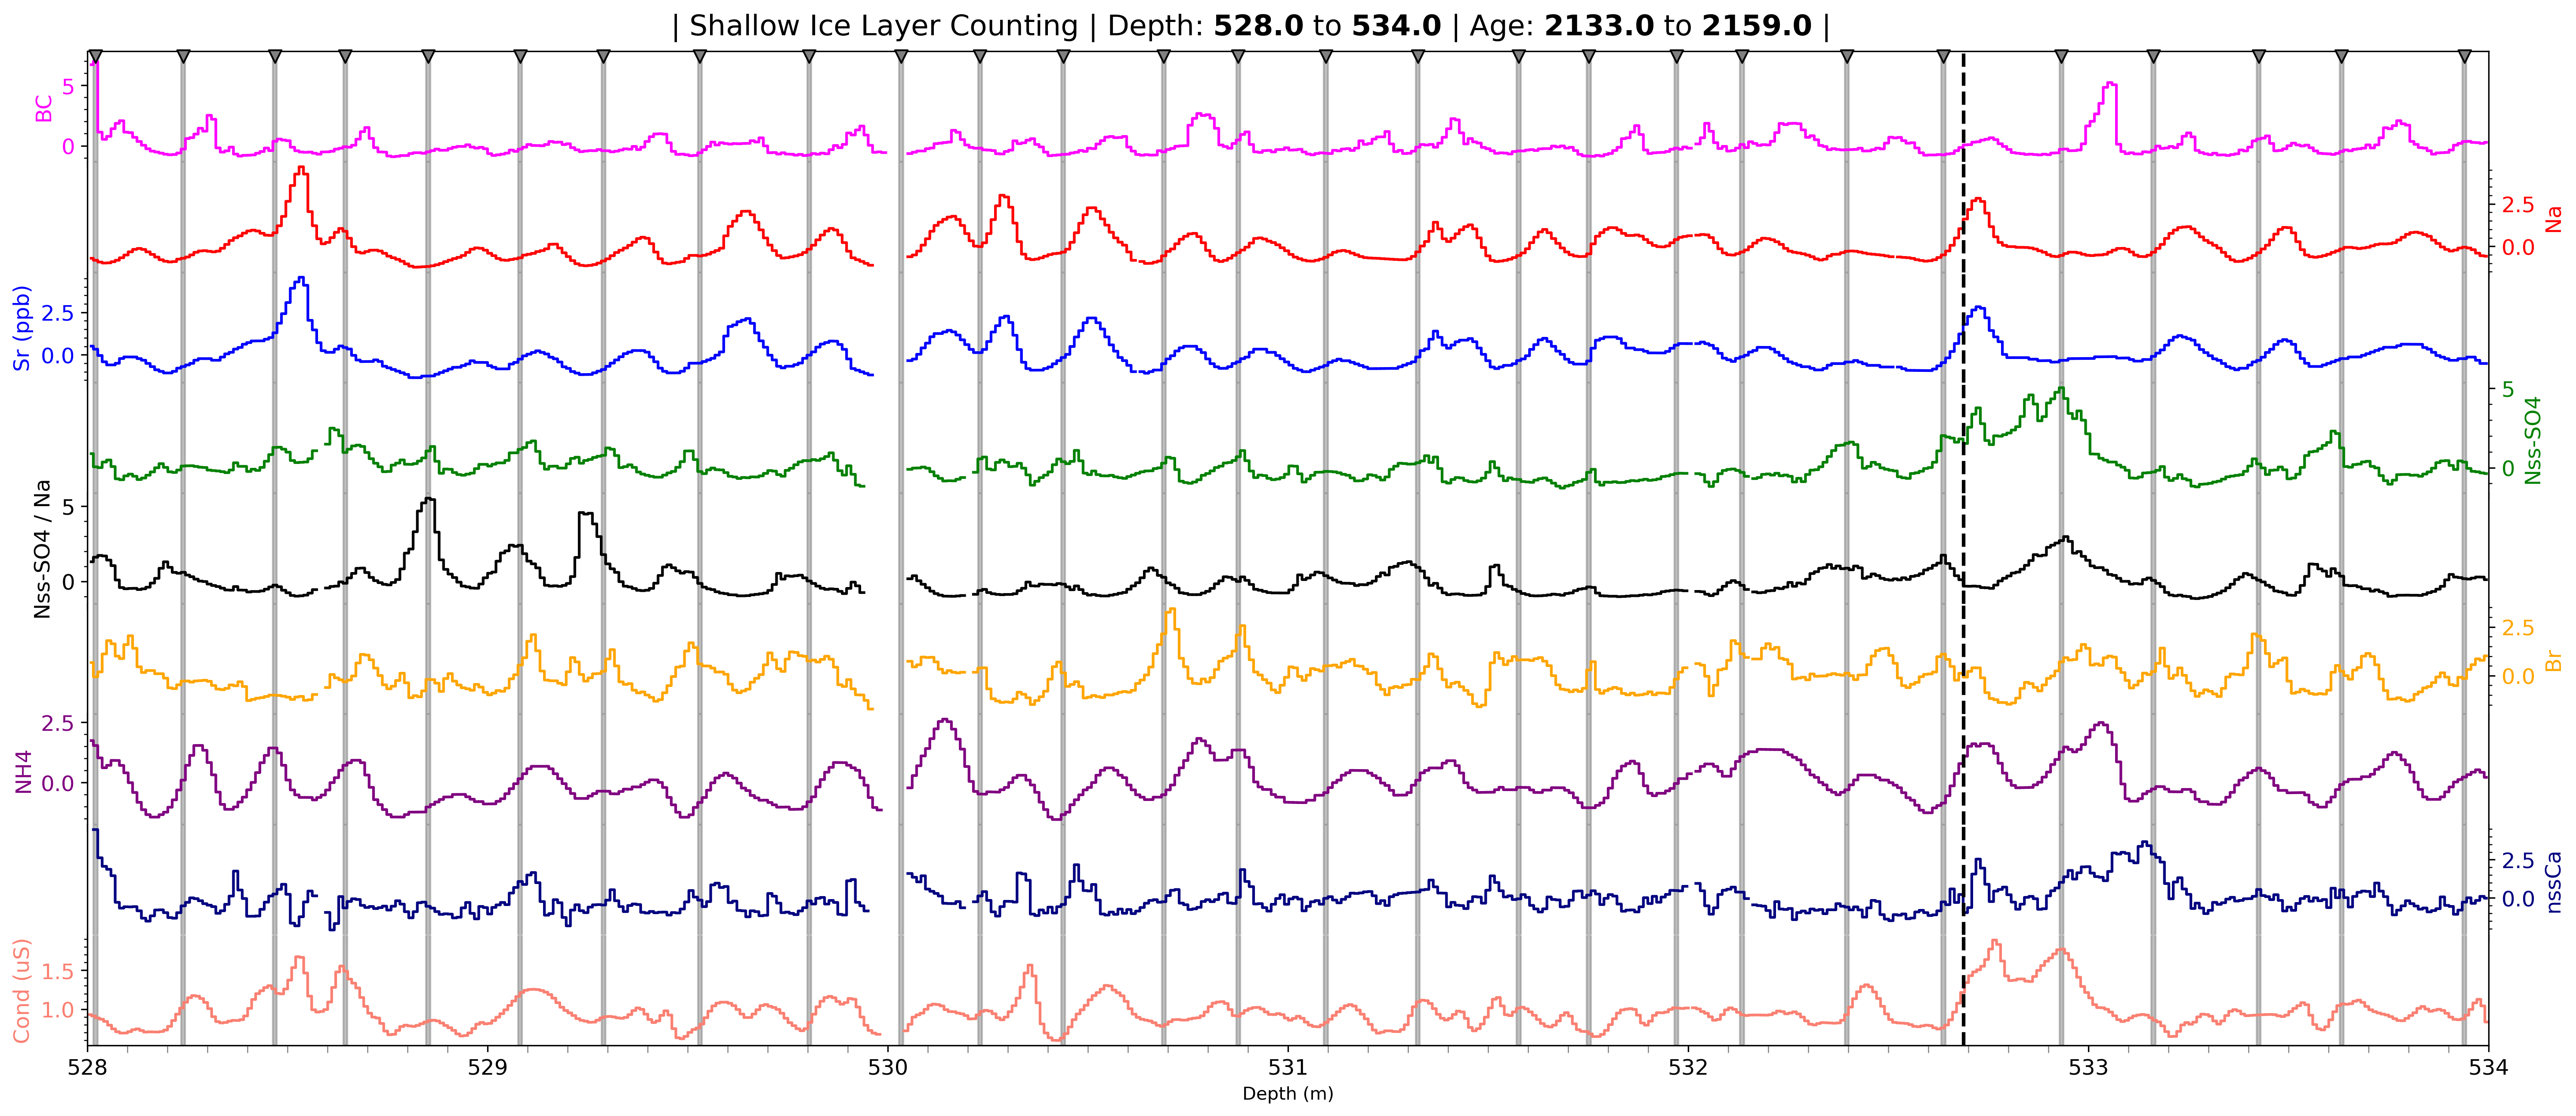 | Shallow Ice Layer Counting | Depth: 528.0 to 534.0 | Age: 2133.0 to 2159.0 |
BC
5
0
2.5
0.0
Na
Sr (ppb)
2.5
0.0
5
0
Nss-SO4
Nss-SO4 / Na
5
0
2.5
0.0
Br
NH4
2.5
0.0
2.5
0.0
nssCa
Cond (uS)
1.5
1.0
528
529
530
531
532
533
534
Depth (m)